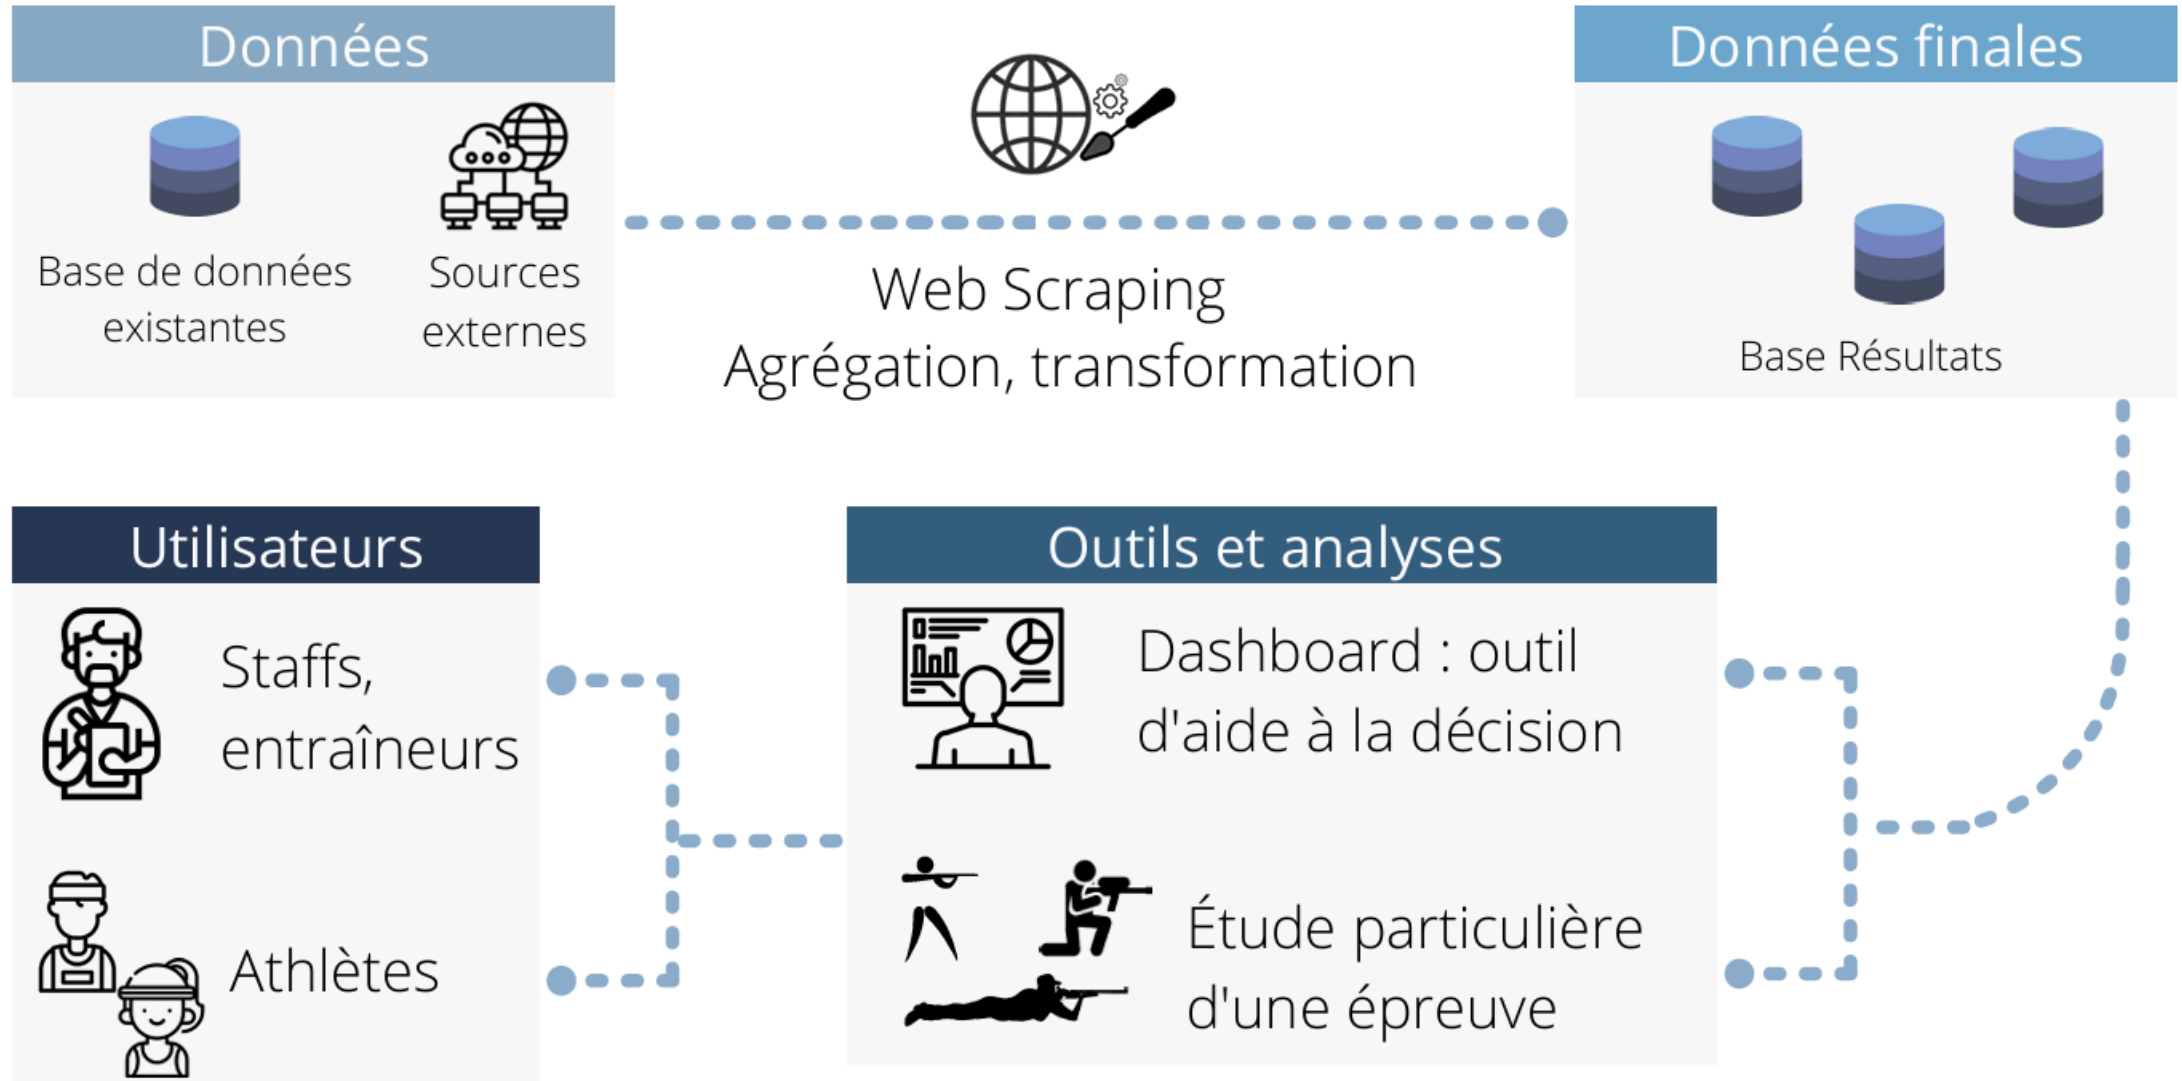 Données
Base de données
existantes
Sources
externes
Web Scraping
Agrégation, transformation
Données finales
Base Résultats
Utilisateurs
Staffs,
entraîneurs
Athlètes
Outils et analyses
Dashboard : outil
d'aide à la décision
Étude particulière
d'une épreuve